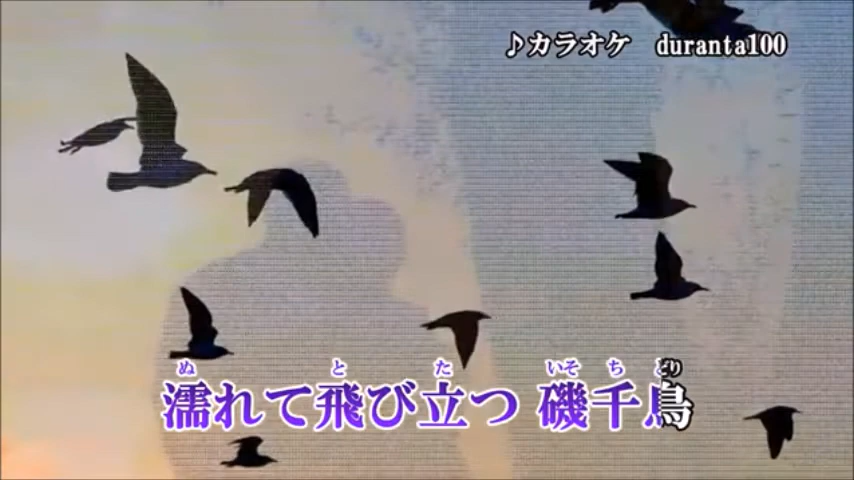 ♪カラオケ　duranta100
ぬ と た いそ ち どり
濡れて飛び立つ 磯千鳥